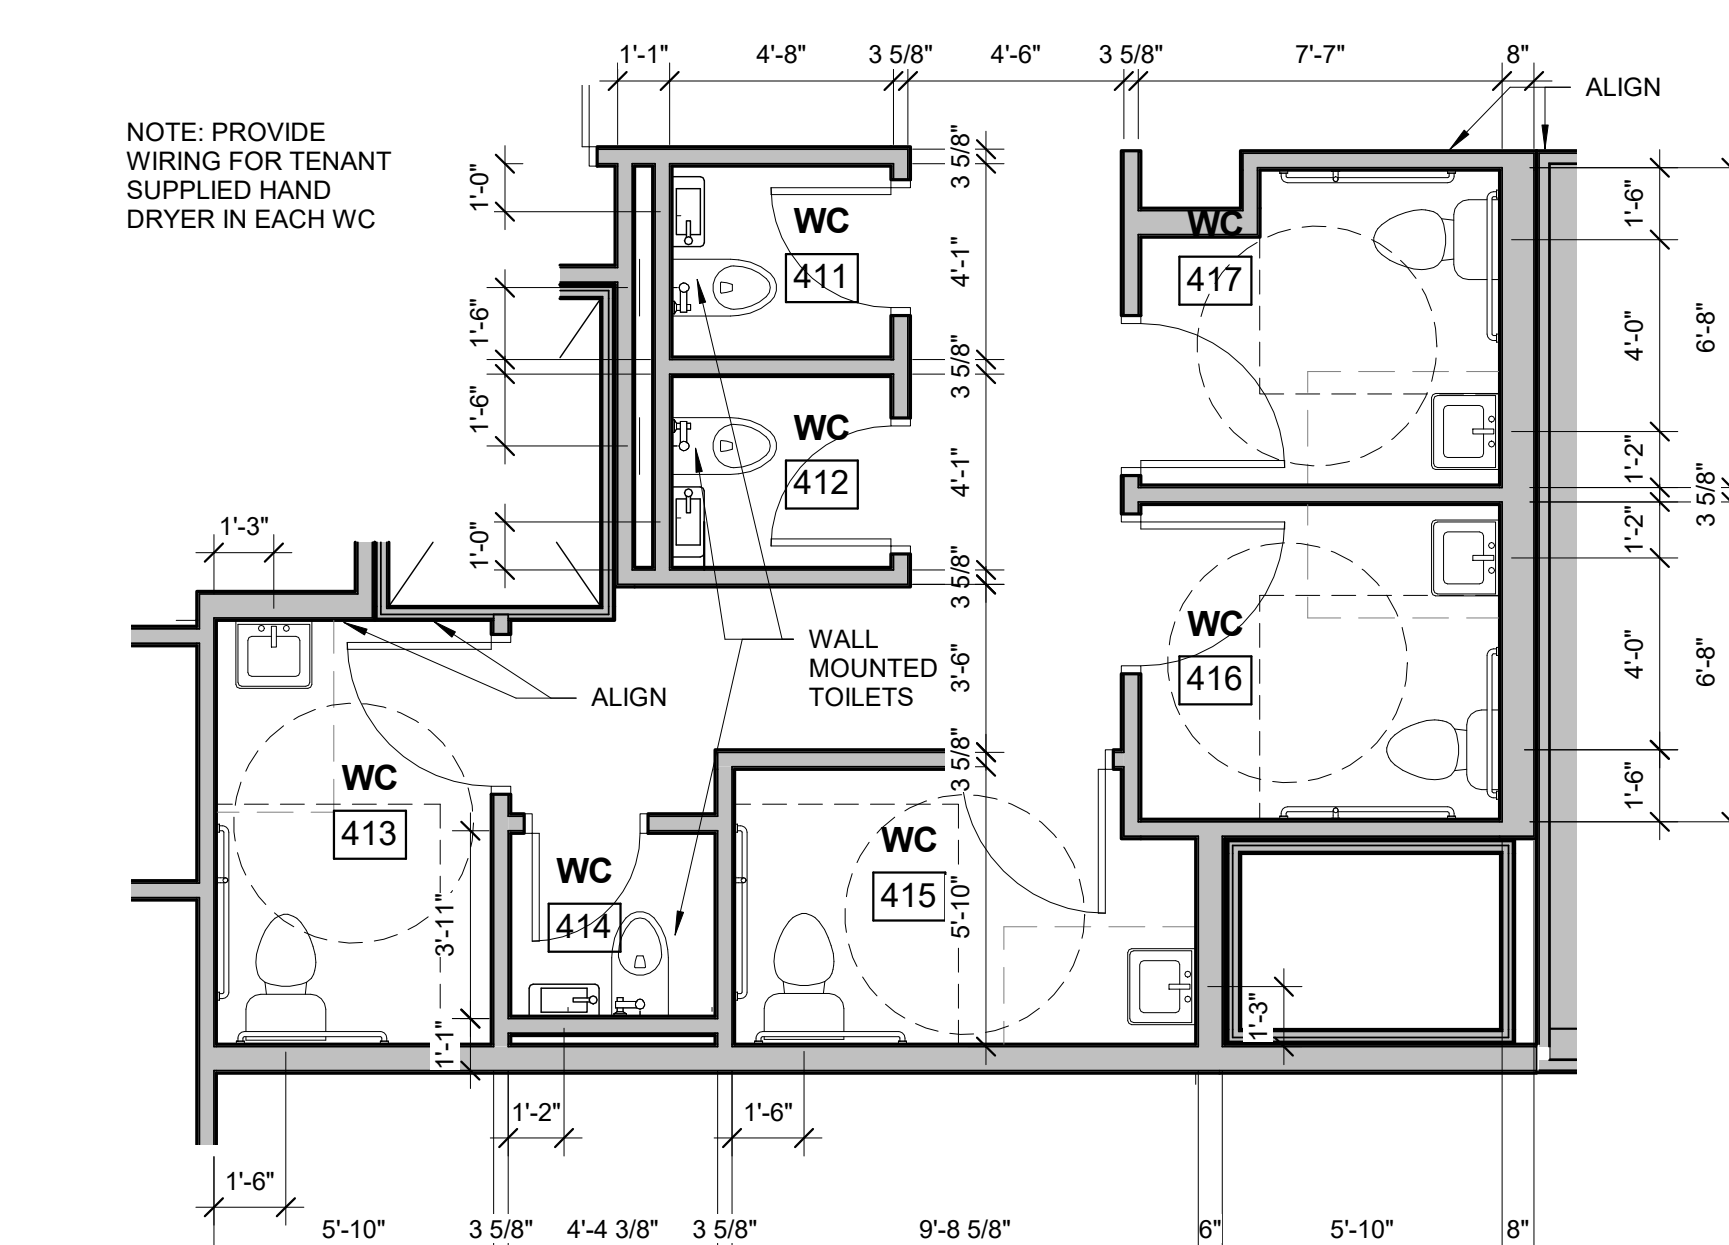 1'-1" 4'-8" 3 5/8" 4'-6" 3 5/8" 7'-7" 8"
ALIGN
NOTE: PROVIDE
WIRING FOR TENANT
SUPPLIED HAND
DRYER IN EACH WC
1'-0"
1'-6"
1'-6"
1'-0"
3 5/8"
4'-1"
3 5/8"
4'-1"
3 5/8"
3'-6"
3 5/8"
5'-10"
WC
411
WC
412
WC
417
WC
416
1'-6"
4'-0"
1'-2"
1'-2"
4'-0"
1'-6"
6'-8"
3 5/8"
6'-8"
1'-3"
ALIGN
WALL
MOUNTED
TOILETS
WC
413
WC
414
WC
415
3'-11"
1'-1"
1'-3"
1'-2"
1'-6"
1'-6"
5'-10" 3 5/8" 4'-4 3/8" 3 5/8" 9'-8 5/8" 6" 5'-10" 8"